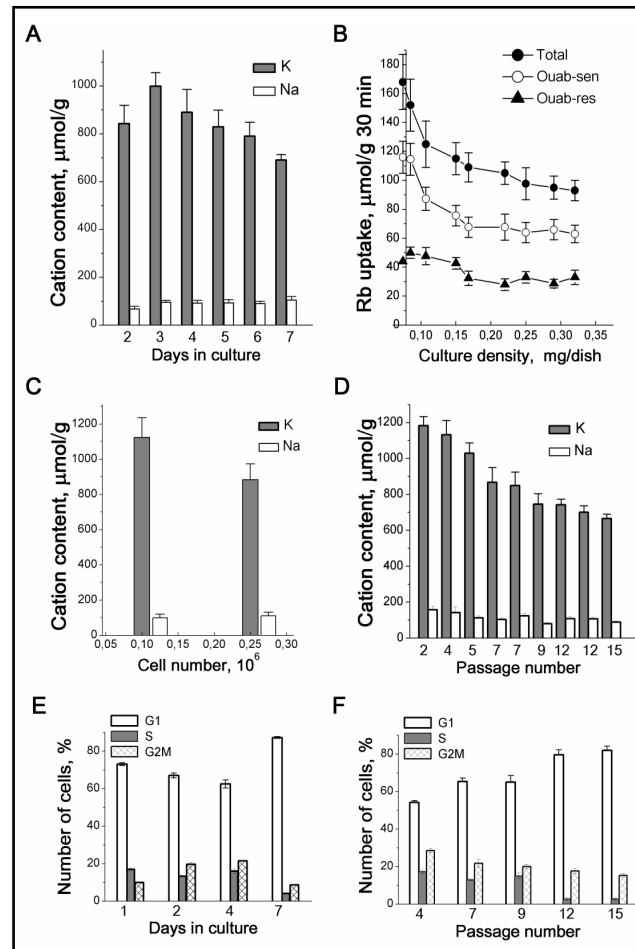 A
K
Na
Cation content, µmol/g
1200
1000
800
600
400
200
100
0
2 3 4 5 6 7
Days in culture
B
Total
Ouab-sen
Ouab-res
Rb uptake, µmol/g 30 min
180
160
140
120
100
80
60
40
20
0
0,10 0,15 0,20 0,25 0,30 0,35
Culture density, mg/dish
C
K
Na
Cation content, µmol/g
1200
1000
800
600
400
200
100
0
0,05 0,10 0,15 0,20 0,25 0,30
Cell number, 10⁶
D
K
Na
Cation content, µmol/g
1200
1000
800
600
400
200
100
0
2 4 5 7 7 9 12 12 15
Passage number
E
G1
S
G2M
Number of cells, %
80
60
40
20
0
1 2 4 7
Days in culture
F
G1
S
G2M
Number of cells, %
80
60
40
20
0
4 7 9 12 15
Passage number